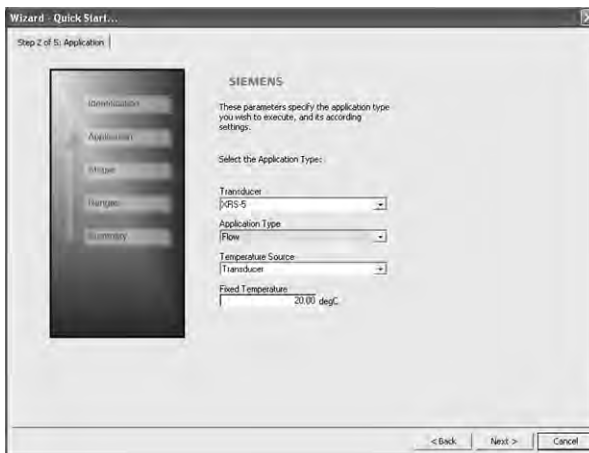 Wizard - Quick Start...
Step 2 of 5: Application
Identification
Application
Ranges
Summary
SIEMENS
These parameters specify the application type
you wish to execute, and its according
settings.
Select the Application Type:
Transducer
XRS-5
Application Type
Flow
Temperature Source
Transducer
Fixed Temperature
20.00 degC
< Back
Next >
Cancel